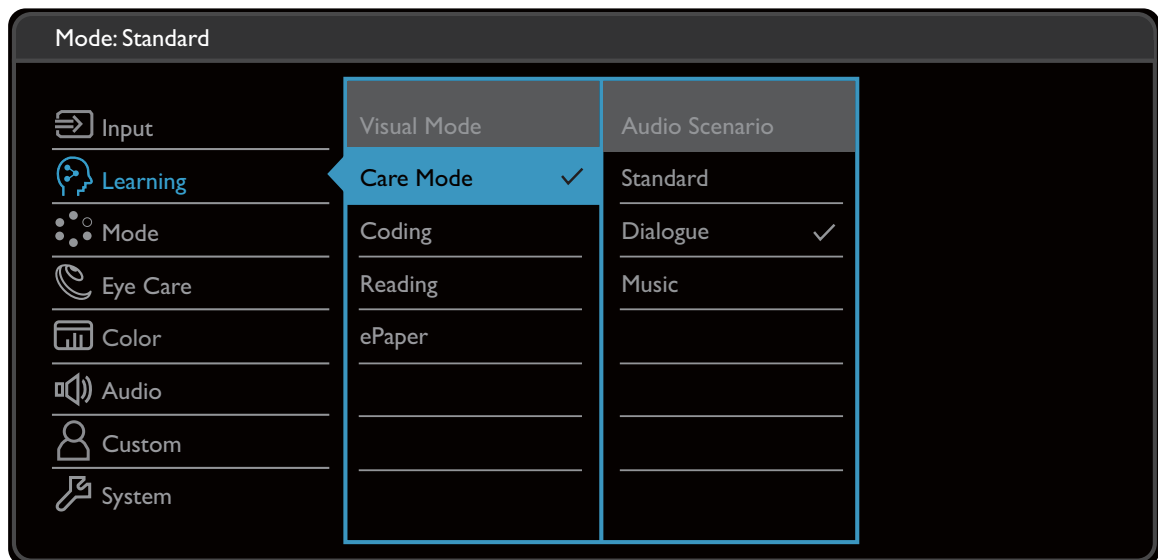 Mode: Standard
Input
Learning
Mode
Eye Care
Color
Audio
Custom
System
Visual Mode
Care Mode
Coding
Reading
ePaper
Audio Scenario
Standard
Dialogue
Music